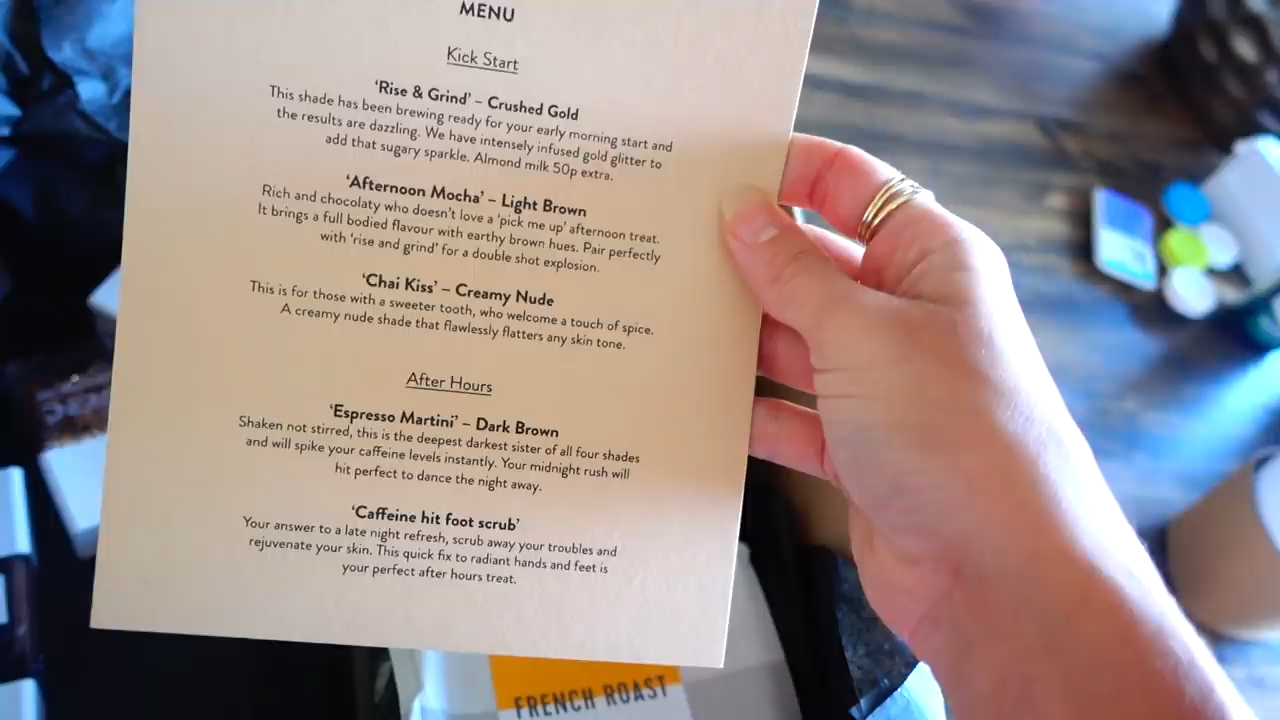 MENU
Kick Start
‘Rise & Grind’ – Crushed Gold
This shade has been brewing ready for your early morning start and
the results are dazzling. We have intensely infused gold glitter to
add that sugary sparkle. Almond milk 50p extra.
‘Afternoon Mocha’ – Light Brown
Rich and chocolaty who doesn’t love a ‘pick me up’ afternoon treat.
It brings a full bodied flavour with earthy brown hues. Pair perfectly
with ‘rise and grind’ for a double shot explosion.
‘Chai Kiss’ – Creamy Nude
This is for those with a sweeter tooth, who welcome a touch of spice.
A creamy nude shade that flawlessly flatters any skin tone.
After Hours
‘Espresso Martini’ – Dark Brown
Shaken not stirred, this is the deepest darkest sister of all four shades
and will spike your caffeine levels instantly. Your midnight rush will
hit perfect to dance the night away.
‘Caffeine hit foot scrub’
Your answer to a late night refresh, scrub away your troubles and
rejuvenate your skin. This quick fix to radiant hands and feet is
your perfect after hours treat.
FRENCH ROAST